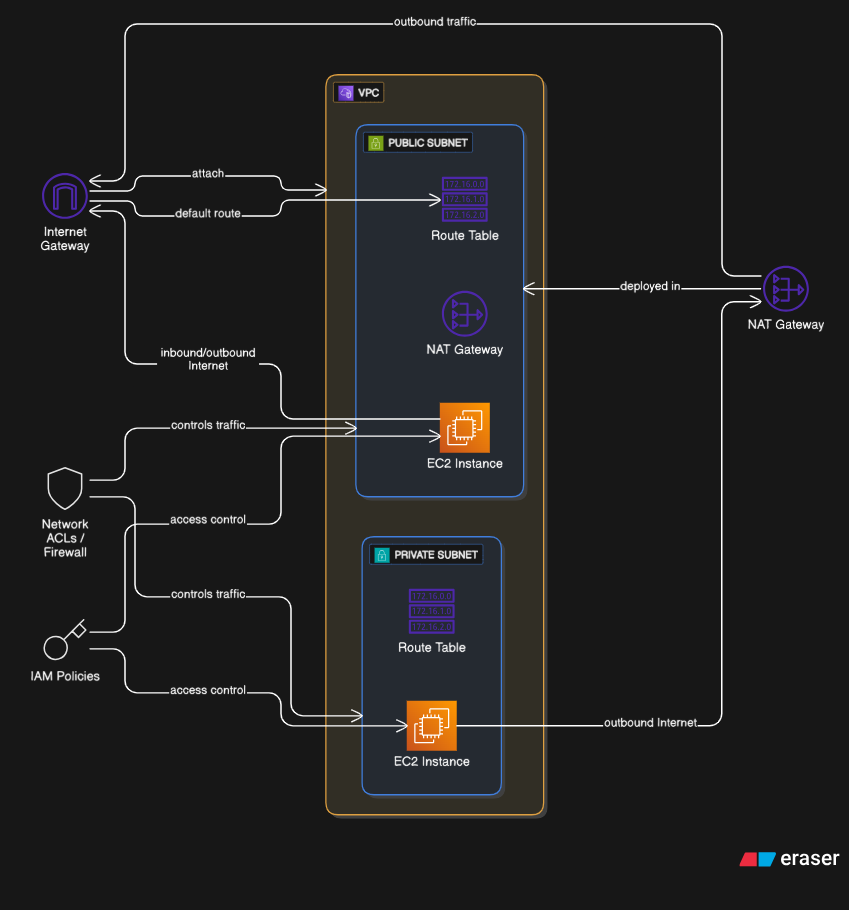 outbound traffic
VPC
PUBLIC SUBNET
attach
172.16.0.0
172.16.1.0
172.16.2.0
default route
Internet
Gateway
Route Table
deployed in
NAT Gateway
NAT Gateway
inbound/outbound
Internet
controls traffic
EC2 Instance
Network
ACLs /
Firewall
access control
PRIVATE SUBNET
172.16.0.0
172.16.1.0
172.16.2.0
controls traffic
Route Table
IAM Policies
access control
outbound Internet
EC2 Instance
eraser